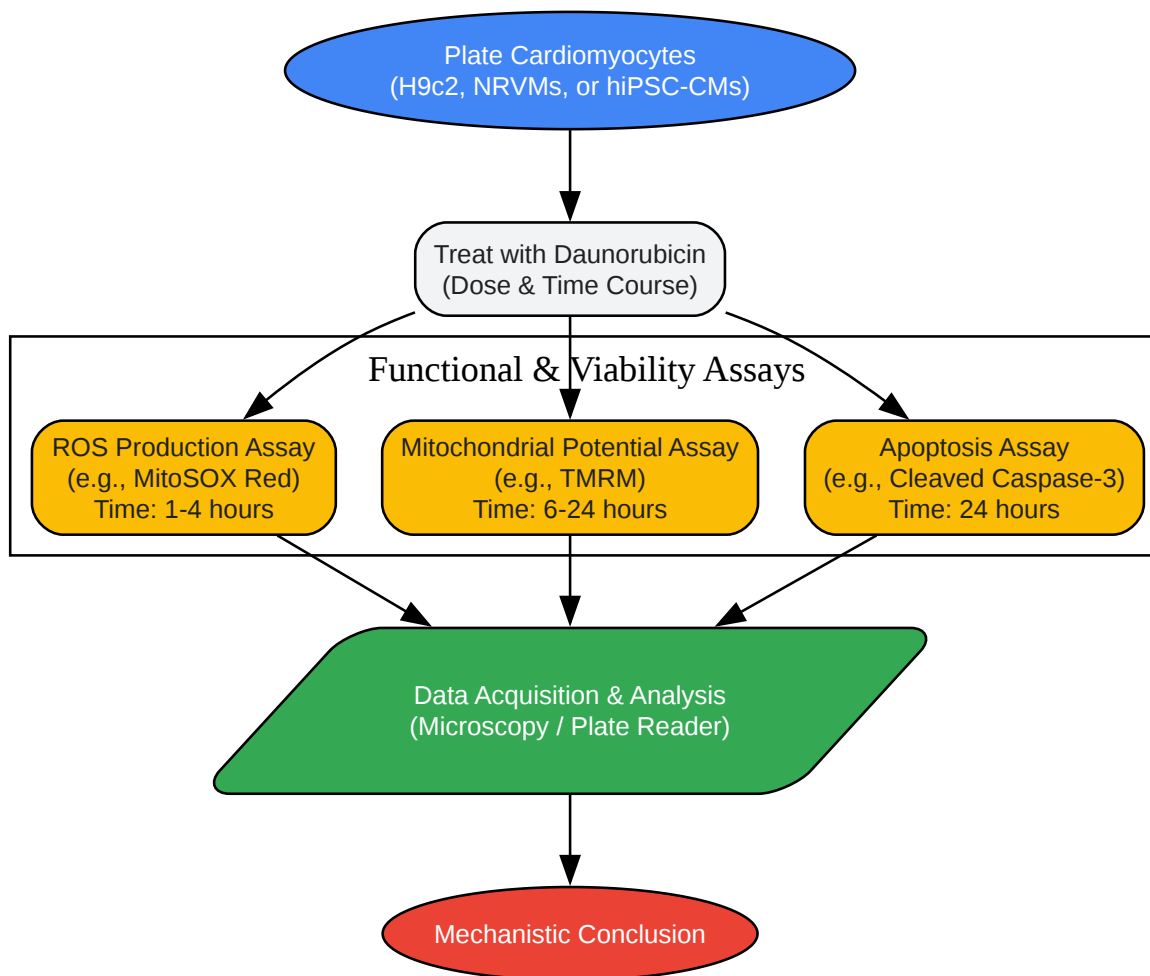 Plate Cardiomyocytes
(H9c2, NRVMs, or hiPSC-CMs)
Treat with Daunorubicin
(Dose & Time Course)
Functional & Viability Assays
ROS Production Assay
(e.g., MitoSOX Red)
Time: 1-4 hours
Mitochondrial Potential Assay
(e.g., TMRM)
Time: 6-24 hours
Apoptosis Assay
(e.g., Cleaved Caspase-3)
Time: 24 hours
Data Acquisition & Analysis
(Microscopy / Plate Reader)
Mechanistic Conclusion